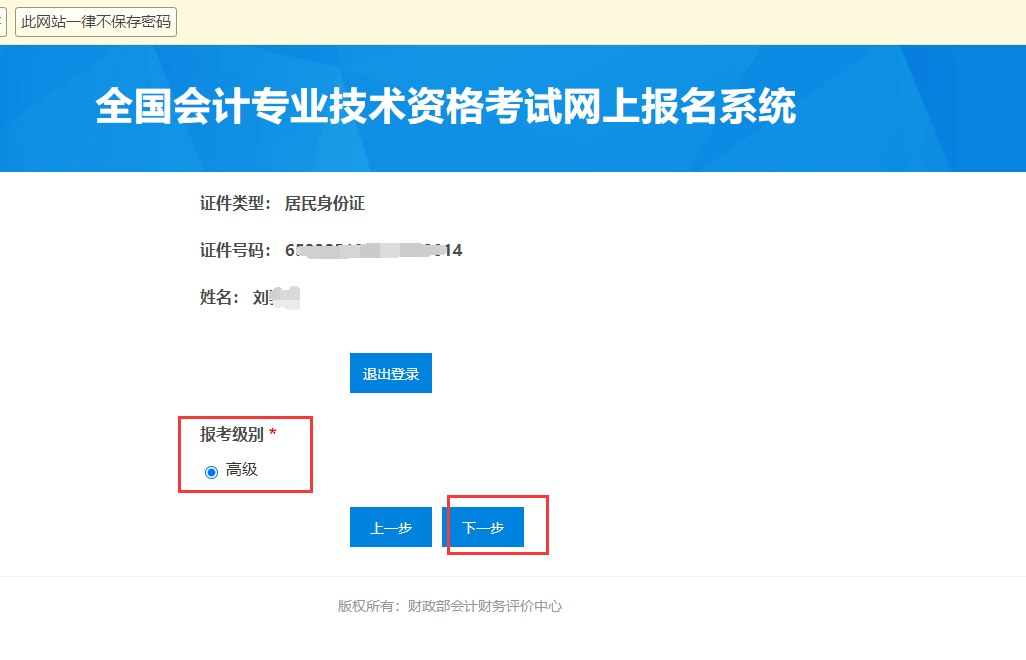 此网站一律不保存密码
全国会计专业技术资格考试网上报名系统
证件类型： 居民身份证
证件号码： 6 14
姓名： 刘
退出登录
报考级别 *
高级
上一步 下一步
版权所有：财政部会计财务评价中心